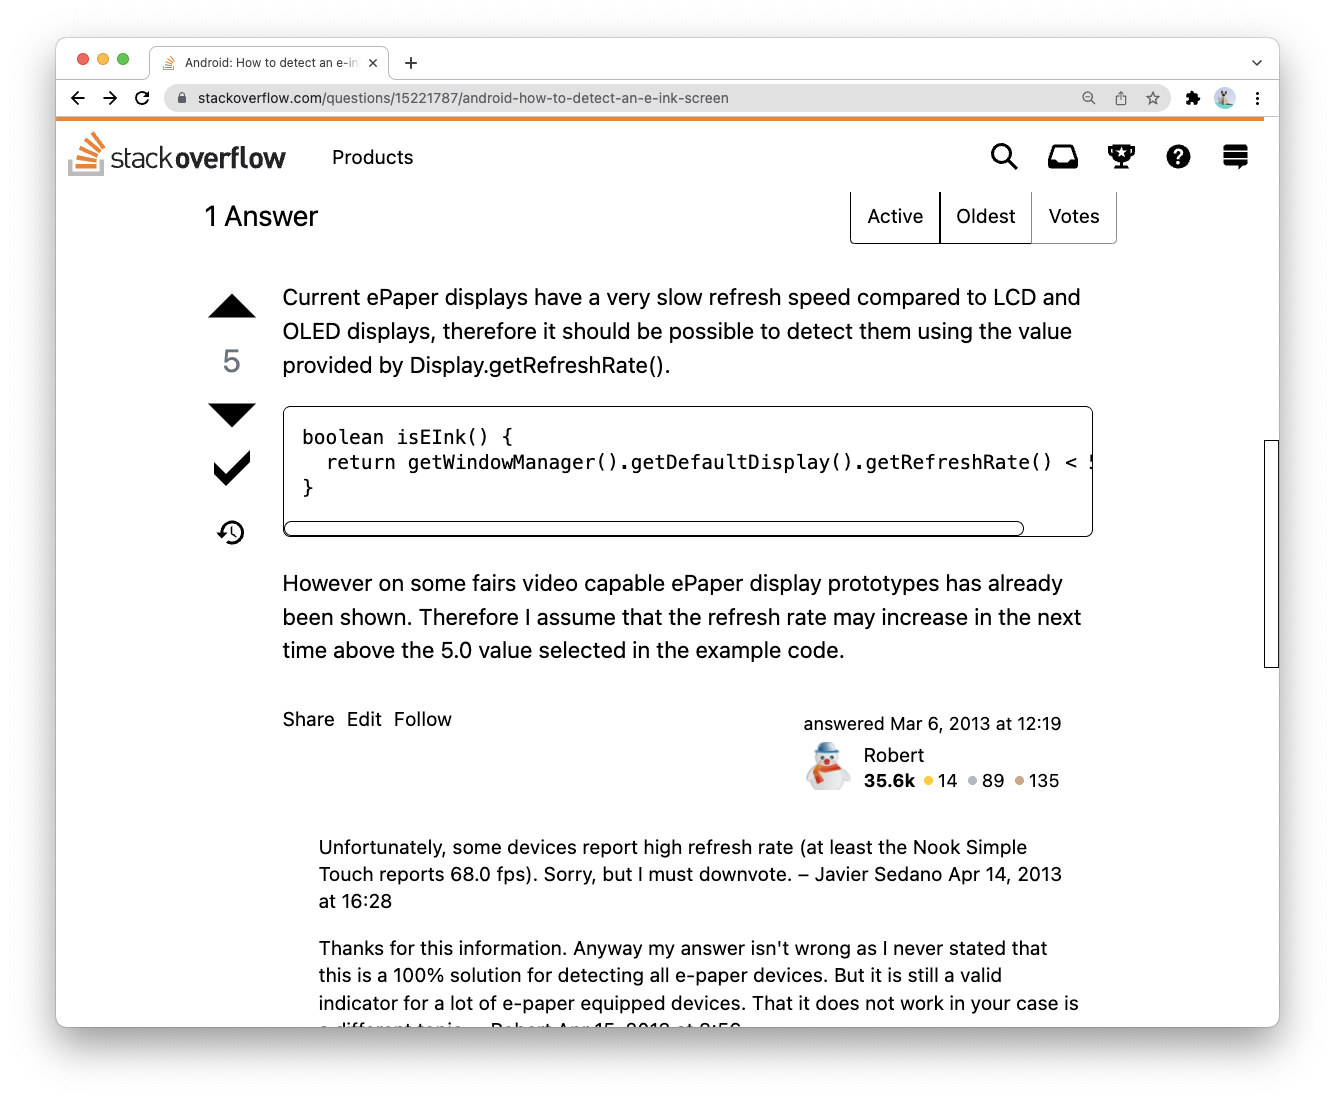 Android: How to detect an e-in
stackoverflow.com/questions/15221787/android-how-to-detect-an-e-ink-screen
stackoverflow
Products
1 Answer
Active
Oldest
Votes
Current ePaper displays have a very slow refresh speed compared to LCD and
OLED displays, therefore it should be possible to detect them using the value
provided by Display.getRefreshRate().
5
boolean isEInk() {
return getWindowManager().getDefaultDisplay().getRefreshRate() <
}
However on some fairs video capable ePaper display prototypes has already
been shown. Therefore I assume that the refresh rate may increase in the next
time above the 5.0 value selected in the example code.
Share Edit Follow
answered Mar 6, 2013 at 12:19
Robert
35.6k 14 89 135
Unfortunately, some devices report high refresh rate (at least the Nook Simple
Touch reports 68.0 fps). Sorry, but I must downvote. – Javier Sedano Apr 14, 2013
at 16:28
Thanks for this information. Anyway my answer isn't wrong as I never stated that
this is a 100% solution for detecting all e-paper devices. But it is still a valid
indicator for a lot of e-paper equipped devices. That it does not work in your case is